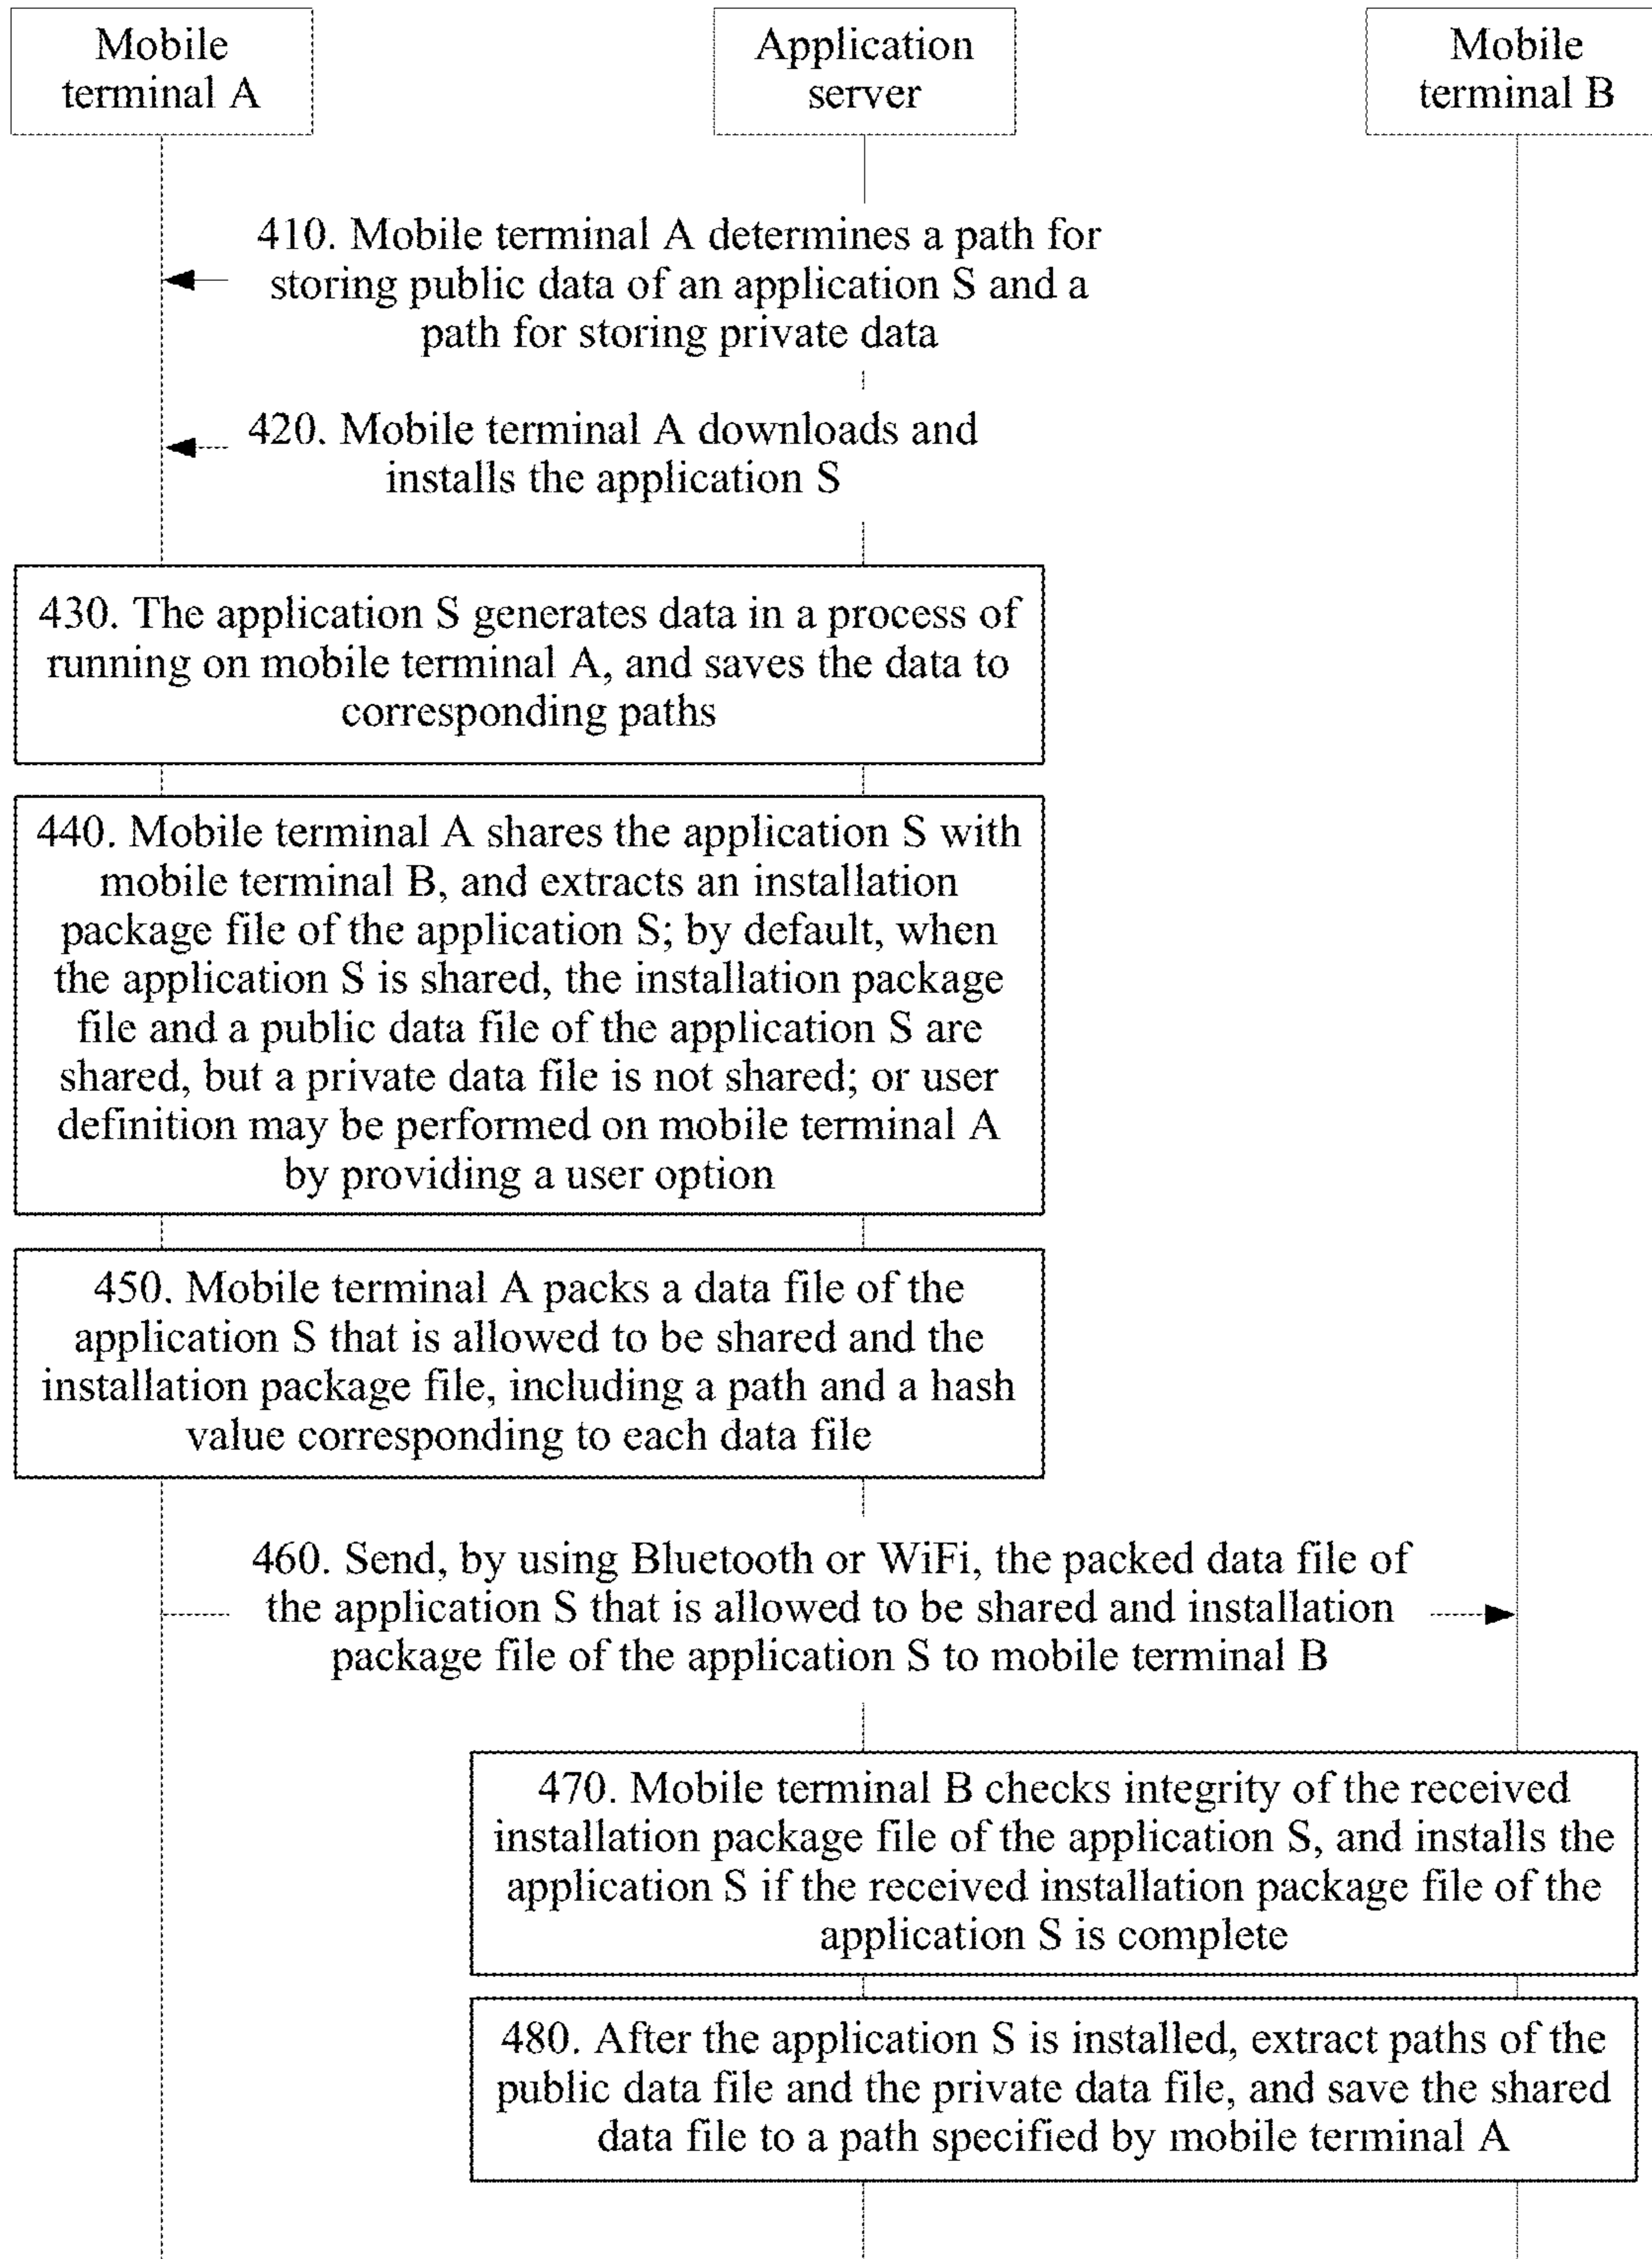 Mobile
terminal A
Application
server
Mobile
terminal B
410. Mobile terminal A determines a path for
storing public data of an application S and a
path for storing private data
420. Mobile terminal A downloads and
installs the application S
430. The application S generates data in a process of
running on mobile terminal A, and saves the data to
corresponding paths
440. Mobile terminal A shares the application S with
mobile terminal B, and extracts an installation
package file of the application S; by default, when
the application S is shared, the installation package
file and a public data file of the application S are
shared, but a private data file is not shared; or user
definition may be performed on mobile terminal A
by providing a user option
450. Mobile terminal A packs a data file of the
application S that is allowed to be shared and the
installation package file, including a path and a hash
value corresponding to each data file
460. Send, by using Bluetooth or WiFi, the packed data file of
the application S that is allowed to be shared and installation
package file of the application S to mobile terminal B
470. Mobile terminal B checks integrity of the received
installation package file of the application S, and installs the
application S if the received installation package file of the
application S is complete
480. After the application S is installed, extract paths of the
public data file and the private data file, and save the shared
data file to a path specified by mobile terminal A